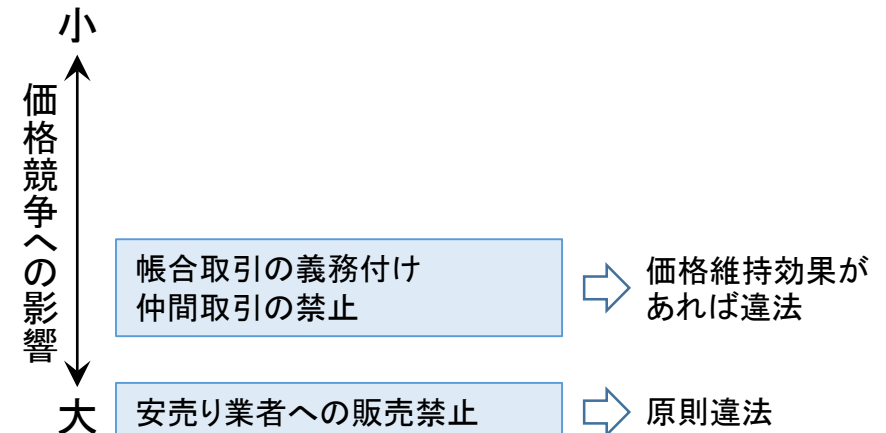 小
価格競争への影響
帳合取引の義務付け
仲間取引の禁止
価格維持効果が
あれば違法
大
安売り業者への販売禁止
原則違法